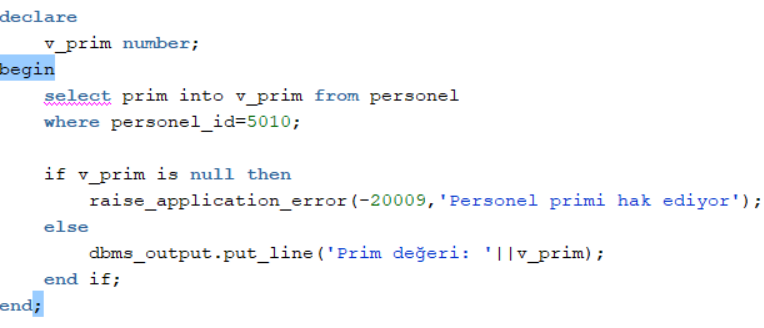 declare
    v_prim number;
begin
    select prim into v_prim from personel
    where personel_id=5010;

    if v_prim is null then
        raise_application_error(-20009,'Personel primi hak ediyor');
    else
        dbms_output.put_line('Prim değeri: '||v_prim);
    end if;
end;